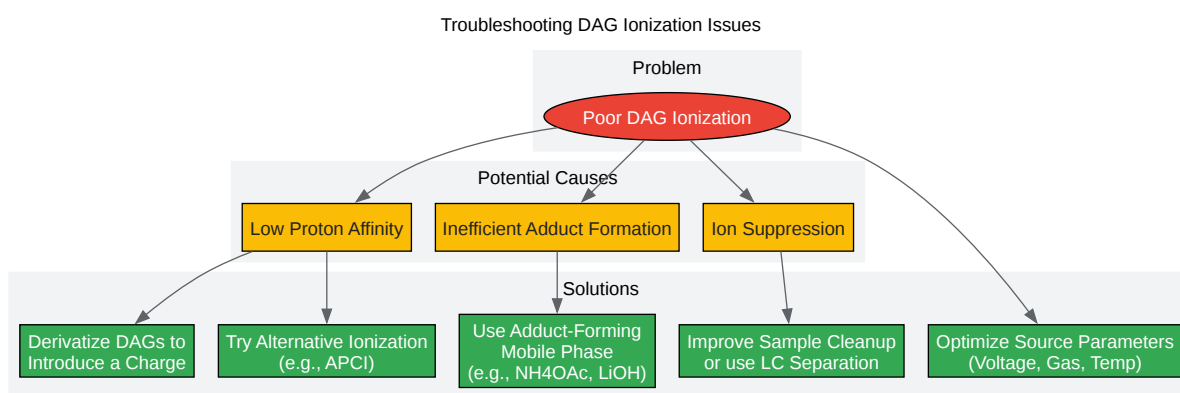 Troubleshooting DAG Ionization Issues
Problem
Poor DAG Ionization
Potential Causes
Low Proton Affinity
Inefficient Adduct Formation
Ion Suppression
Solutions
Derivatize DAGs to
Introduce a Charge
Try Alternative Ionization
(e.g., APCI)
Use Adduct-Forming
Mobile Phase
(e.g., NH4OAc, LiOH)
Improve Sample Cleanup
or use LC Separation
Optimize Source Parameters
(Voltage, Gas, Temp)